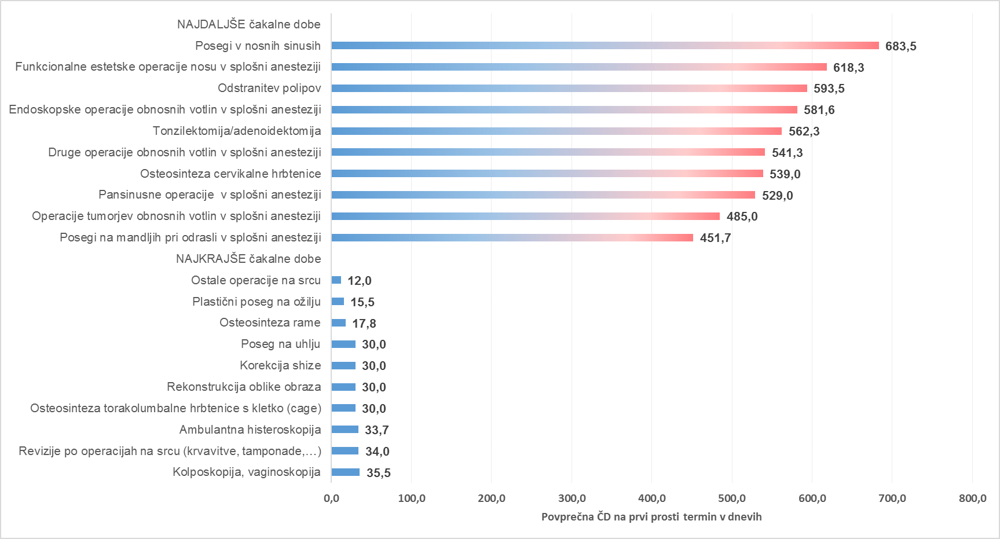 NAJDALJŠE čakalne dobe
Posegi v nosnih sinusih 683,5
Funkcionalne estetske operacije nosu v splošni anesteziji 618,3
Odstranitev polipov 593,5
Endoskopske operacije obnosnih votlin v splošni anesteziji 581,6
Tonzilektomija/adenoidektomija 562,3
Druge operacije obnosnih votlin v splošni anesteziji 541,3
Osteosinteza cervikalne hrbtenice 539,0
Pansinusne operacije  v splošni anesteziji 529,0
Operacije tumorjev obnosnih votlin v splošni anesteziji 485,0
Posegi na mandljih pri odrasli v splošni anesteziji 451,7
NAJKRAJŠE čakalne dobe
Ostale operacije na srcu 12,0
Plastični poseg na ožilju 15,5
Osteosinteza rame 17,8
Poseg na uhlju 30,0
Korekcija shize 30,0
Rekonstrukcija oblike obraza 30,0
Osteosinteza torakolumbalne hrbtenice s kletko (cage) 30,0
Ambulantna histeroskopija 33,7
Revizije po operacijah na srcu (krvavitve, tamponade,…) 34,0
Kolposkopija, vaginoskopija 35,5
0,0 100,0 200,0 300,0 400,0 500,0 600,0 700,0 800,0
Povprečna ČD na prvi prosti termin v dnevih